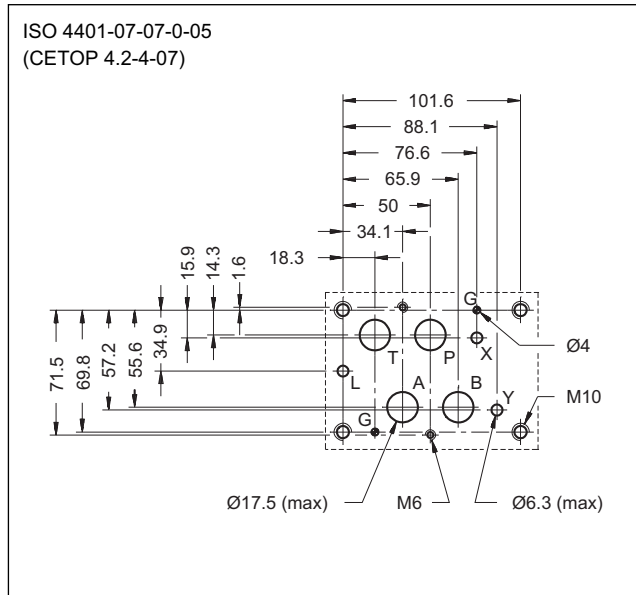 ISO 4401-07-07-0-05
(CETOP 4.2-4-07)
101.6
88.1
76.6
65.9
50
34.1
18.3
15.9
14.3
1.6
G
T
P
X
Ø4
71.5
69.8
57.2
55.6
34.9
L
A
B
Y
M10
G
Ø17.5 (max)
M6
Ø6.3 (max)